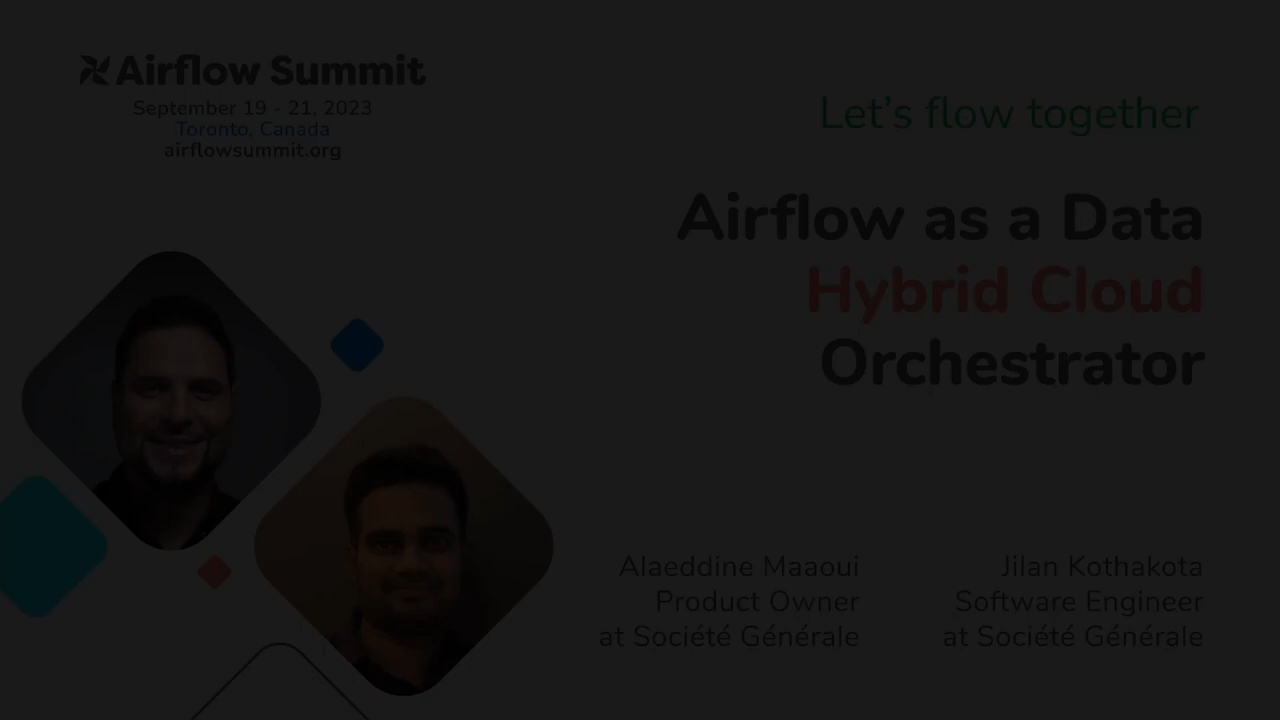 Airflow Summit
September 19 - 21, 2023
Toronto, Canada
airflowsummit.org
Let's flow together
Airflow as a Data
Hybrid Cloud
Orchestrator
Alaeddine Maaoui
Product Owner
at Société Générale
Jilan Kothakota
Software Engineer
at Société Générale